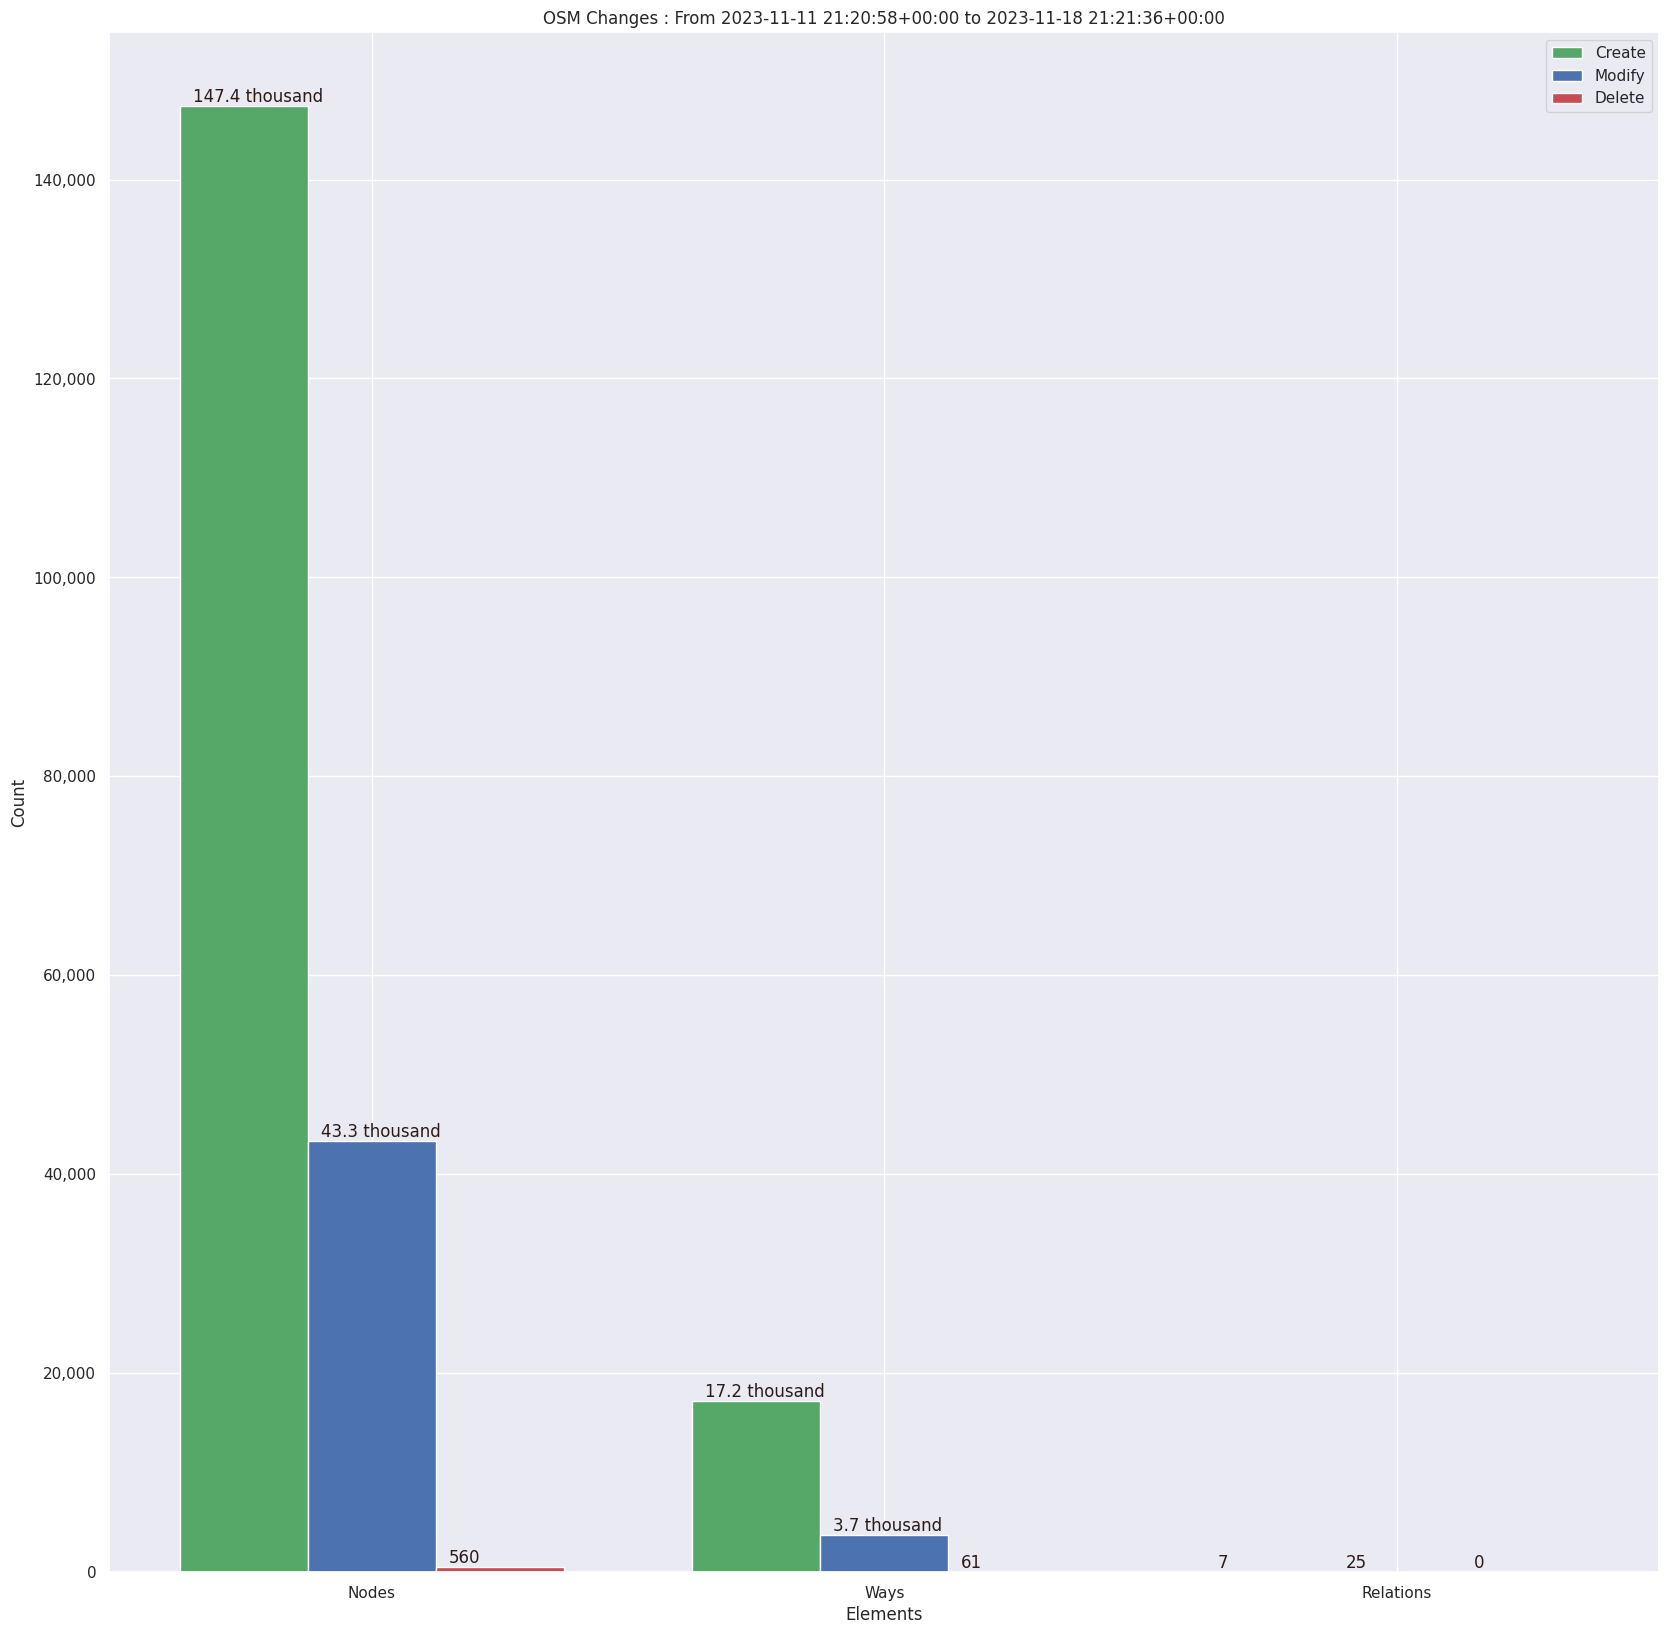 OSM Changes : From 2023-11-11 21:20:58+00:00 to 2023-11-18 21:21:36+00:00
Create
Modify
Delete
147.4 thousand
140,000
120,000
100,000
80,000
Count
60,000
43.3 thousand
40,000
20,000
17.2 thousand
3.7 thousand
560
61
7
25
0
0
Nodes
Ways
Relations
Elements